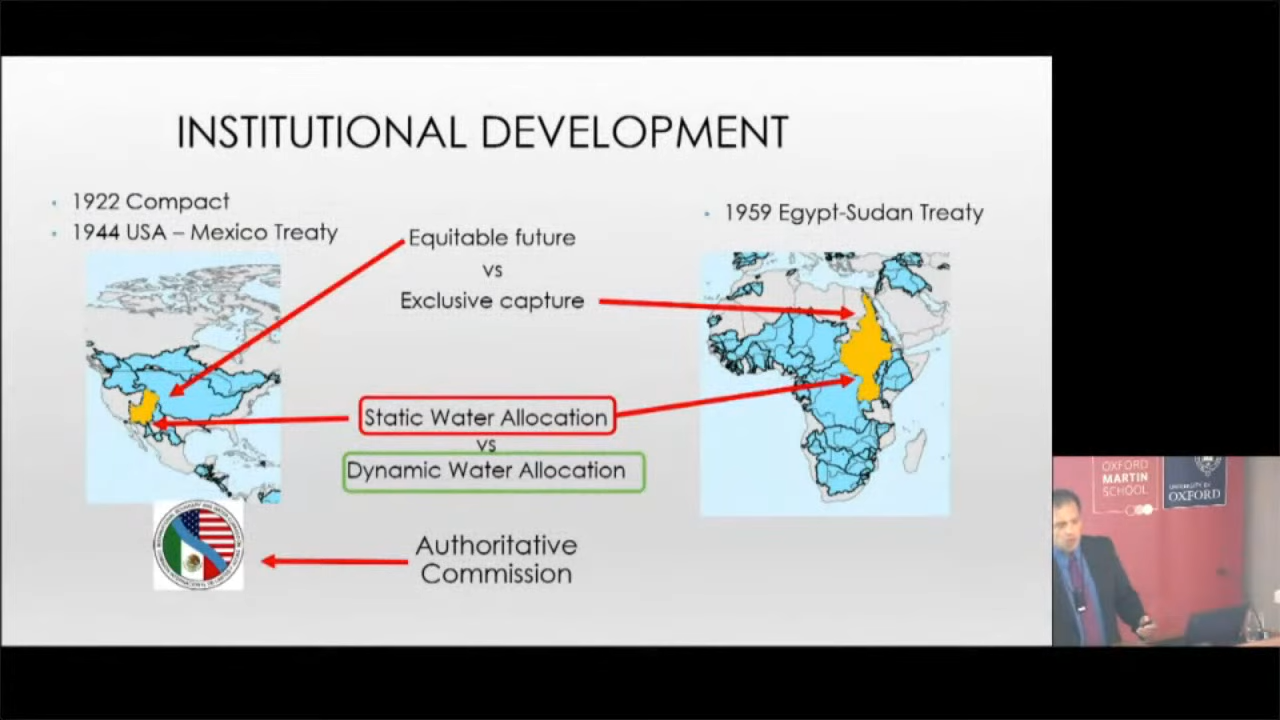 INSTITUTIONAL DEVELOPMENT
1922 Compact
1944 USA – Mexico Treaty
1959 Egypt-Sudan Treaty
Equitable future
vs
Exclusive capture
Static Water Allocation
vs
Dynamic Water Allocation
Authoritative
Commission
OXFORD
MARTIN
SCHOOL
UNIVERSITY OF
OXFORD